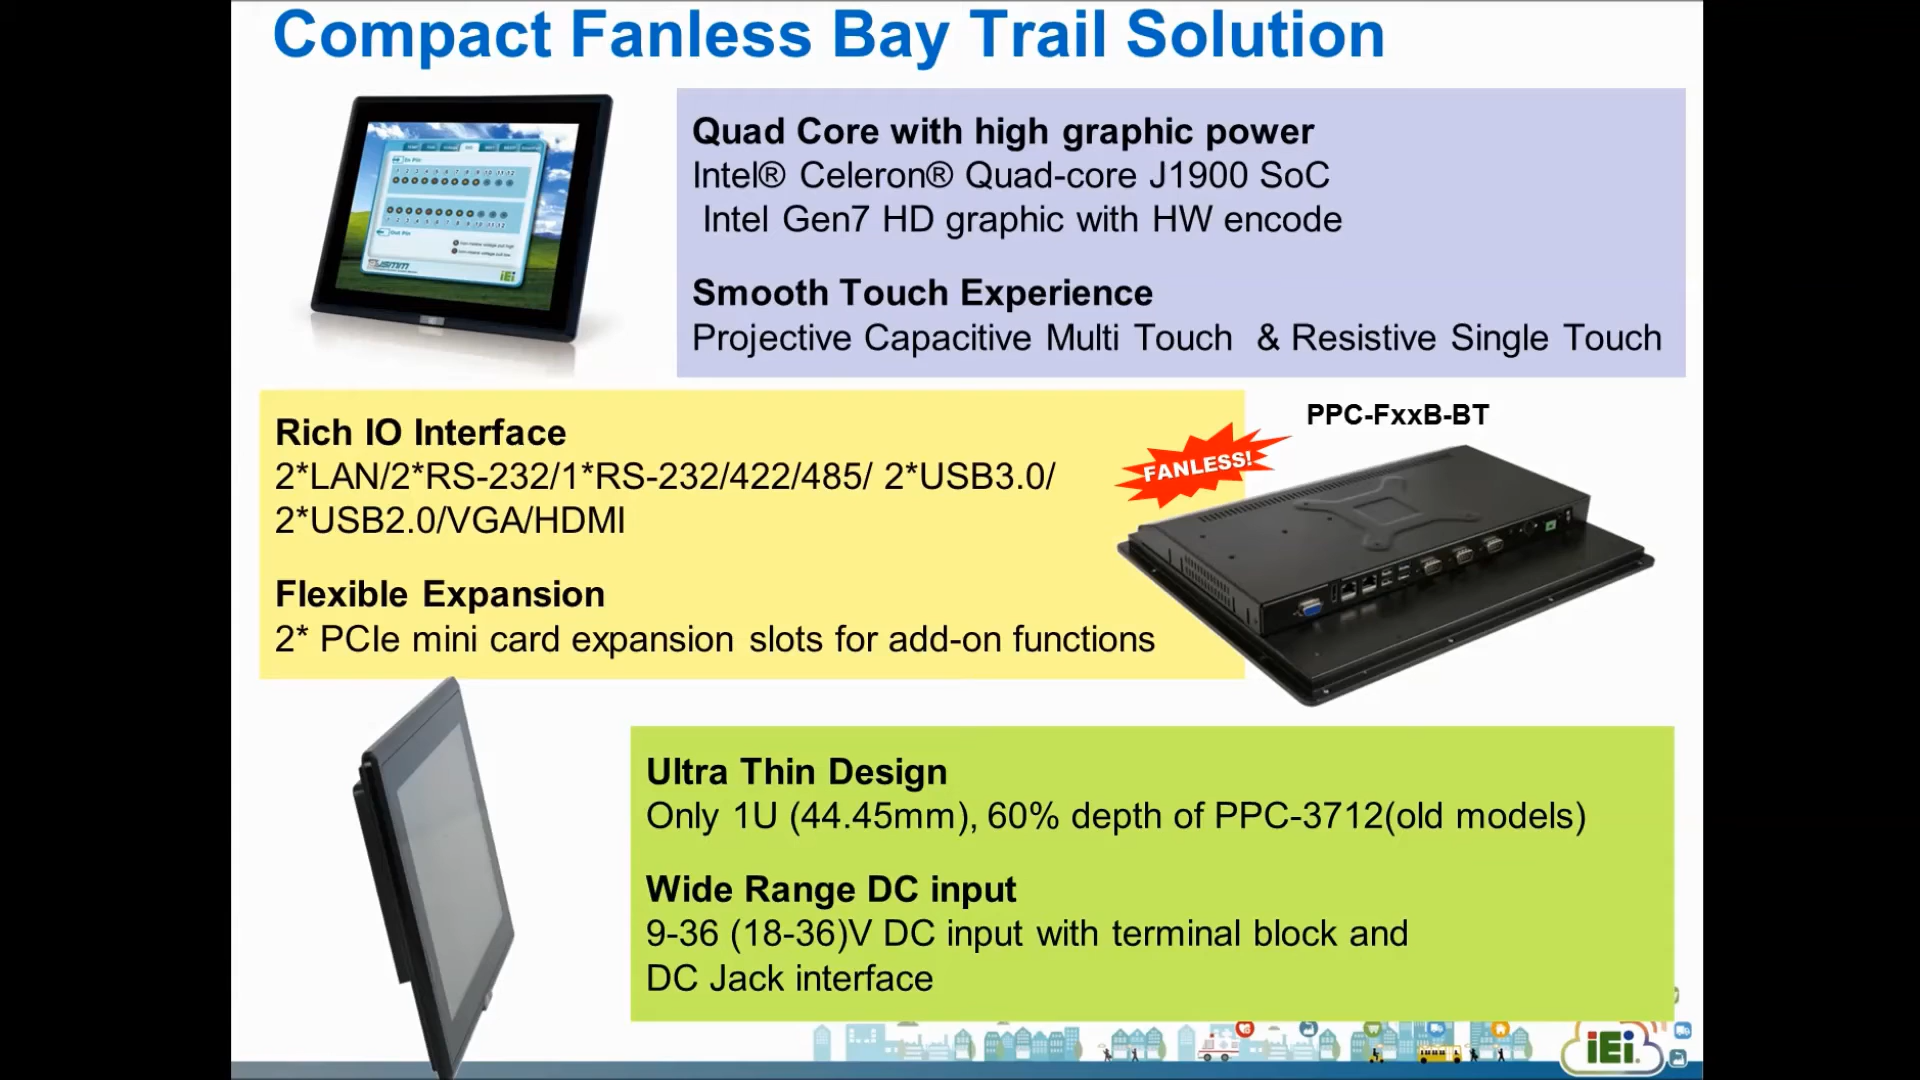 Compact Fanless Bay Trail Solution
Quad Core with high graphic power
Intel® Celeron® Quad-core J1900 SoC
Intel Gen7 HD graphic with HW encode
Smooth Touch Experience
Projective Capacitive Multi Touch & Resistive Single Touch
Rich IO Interface
2*LAN/2*RS-232/1*RS-232/422/485/ 2*USB3.0/
2*USB2.0/VGA/HDMI
Flexible Expansion
2* PCIe mini card expansion slots for add-on functions
PPC-FxxB-BT
FANLESS!
Ultra Thin Design
Only 1U (44.45mm), 60% depth of PPC-3712(old models)
Wide Range DC input
9-36 (18-36)V DC input with terminal block and
DC Jack interface
iEi